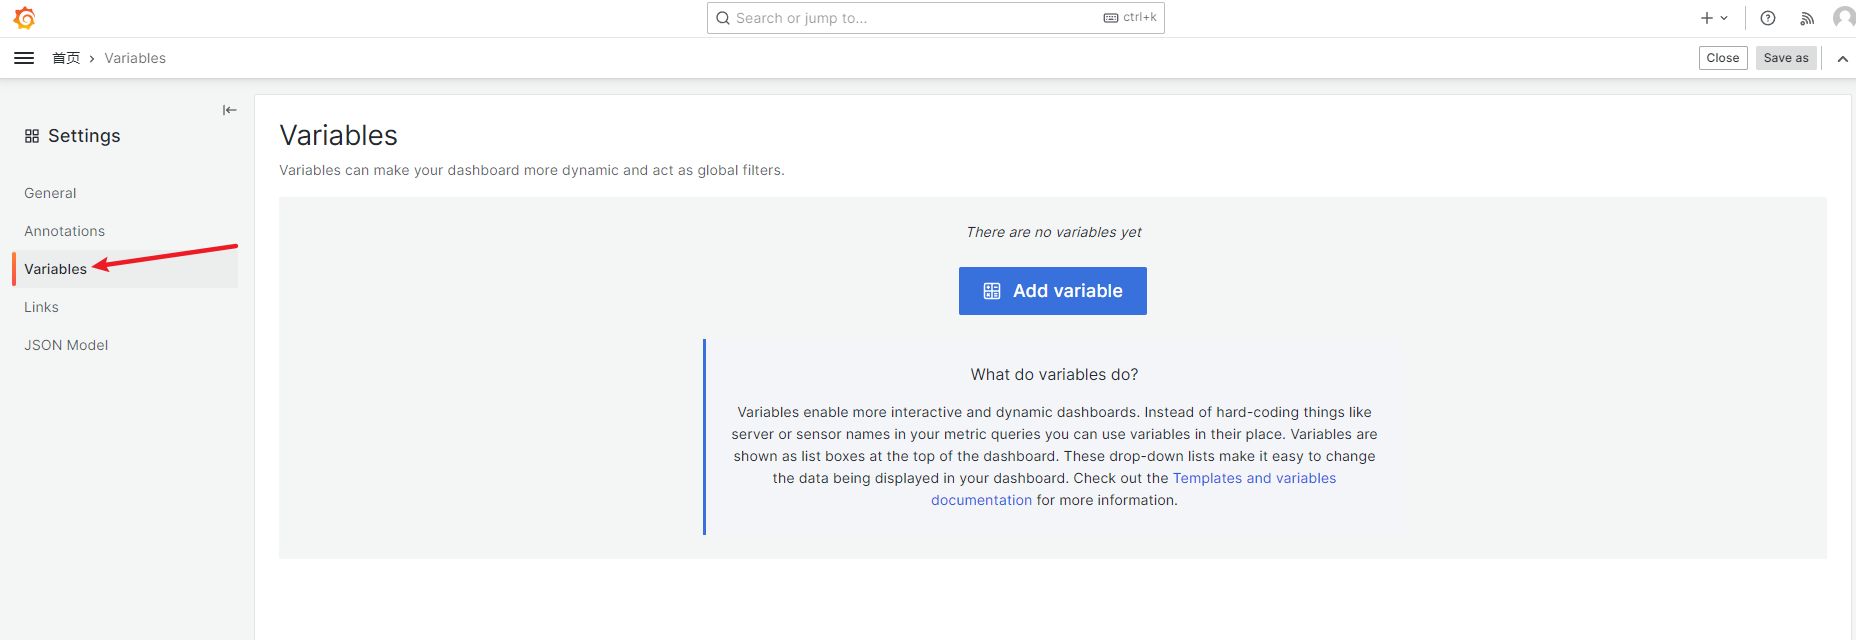 Search or jump to...
ctrl+k
首页 › Variables
Close
Save as
Settings
General
Annotations
Variables
Links
JSON Model
Variables
Variables can make your dashboard more dynamic and act as global filters.
There are no variables yet
Add variable
What do variables do?
Variables enable more interactive and dynamic dashboards. Instead of hard-coding things like
server or sensor names in your metric queries you can use variables in their place. Variables are
shown as list boxes at the top of the dashboard. These drop-down lists make it easy to change
the data being displayed in your dashboard. Check out the Templates and variables
documentation for more information.